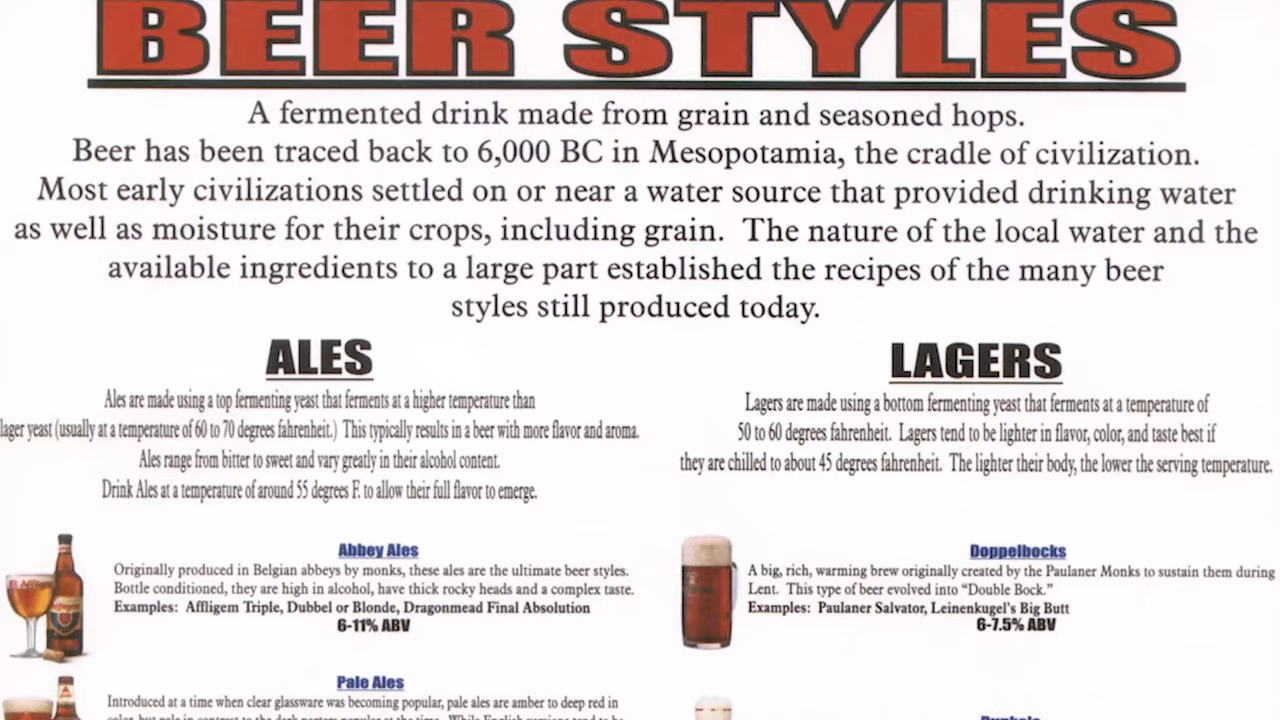 BEER STYLES
A fermented drink made from grain and seasoned hops.
Beer has been traced back to 6,000 BC in Mesopotamia, the cradle of civilization.
Most early civilizations settled on or near a water source that provided drinking water
as well as moisture for their crops, including grain. The nature of the local water and the
available ingredients to a large part established the recipes of the many beer
styles still produced today.
ALES
Ales are made using a top fermenting yeast that ferments at a higher temperature than
lager yeast (usually at a temperature of 60 to 70 degrees fahrenheit.) This typically results in a beer with more flavor and aroma.
Ales range from bitter to sweet and vary greatly in their alcohol content.
Drink Ales at a temperature of around 55 degrees F. to allow their full flavor to emerge.
Abbey Ales
Originally produced in Belgian abbeys by monks, these ales are the ultimate beer styles.
Bottle conditioned, they are high in alcohol, have thick rocky heads and a complex taste.
Examples: Affligem Triple, Dubbel or Blonde, Dragonmead Final Absolution
6-11% ABV
Pale Ales
Introduced at a time when clear glassware was becoming popular, pale ales are amber to deep red in
LAGERS
Lagers are made using a bottom fermenting yeast that ferments at a temperature of
50 to 60 degrees fahrenheit. Lagers tend to be lighter in flavor, color, and taste best if
they are chilled to about 45 degrees fahrenheit. The lighter their body, the lower the serving temperature.
Doppelbocks
A big, rich, warming brew originally created by the Paulaner Monks to sustain them during
Lent. This type of beer evolved into “Double Bock.”
Examples: Paulaner Salvator, Leinenkugel's Big Butt
6-7.5% ABV